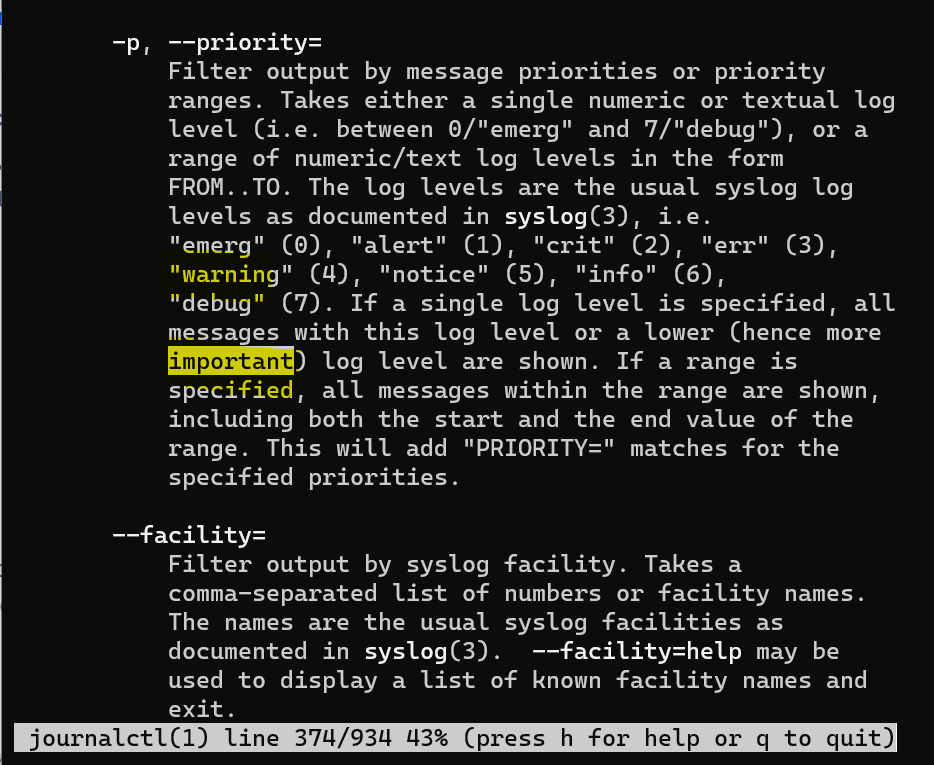 -p, --priority=
Filter output by message priorities or priority
ranges. Takes either a single numeric or textual log
level (i.e. between 0/"emerg" and 7/"debug"), or a
range of numeric/text log levels in the form
FROM..TO. The log levels are the usual syslog log
levels as documented in syslog(3), i.e.
"emerg" (0), "alert" (1), "crit" (2), "err" (3),
"warning" (4), "notice" (5), "info" (6),
"debug" (7). If a single log level is specified, all
messages with this log level or a lower (hence more
important) log level are shown. If a range is
specified, all messages within the range are shown,
including both the start and the end value of the
range. This will add "PRIORITY=" matches for the
specified priorities.
--facility=
Filter output by syslog facility. Takes a
comma-separated list of numbers or facility names.
The names are the usual syslog facilities as
documented in syslog(3).  --facility=help may be
used to display a list of known facility names and
exit.
journalctl(1) line 374/934 43% (press h for help or q to quit)